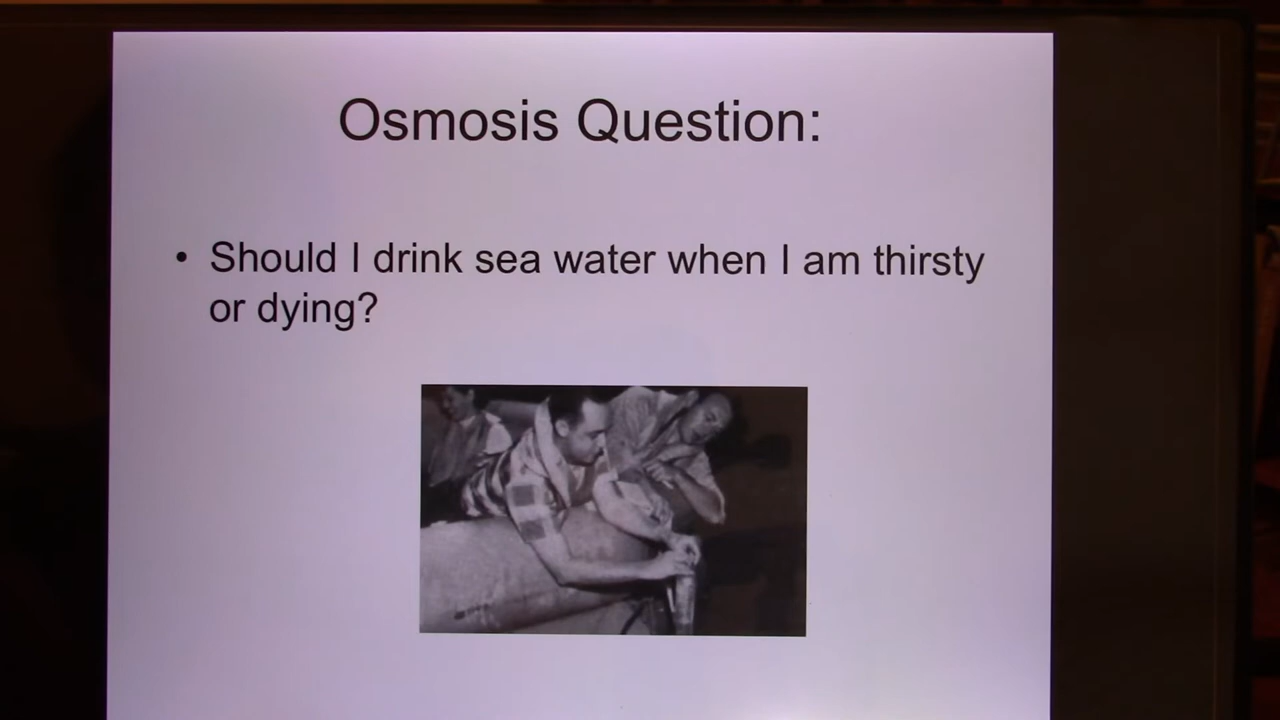 Osmosis Question:
• Should I drink sea water when I am thirsty
or dying?